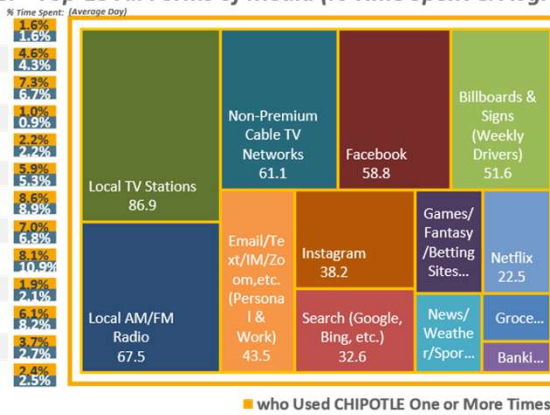 % Time Spent: (Average Day)
1.6%
1.6%
4.6%
4.3%
7.3%
6.7%
1.0%
0.9%
2.2%
2.2%
5.9%
5.3%
8.6%
8.9%
7.0%
6.8%
8.1%
10.9%
1.9%
2.1%
6.1%
8.2%
3.7%
2.7%
2.4%
2.5%
Local TV Stations
86.9
Non-Premium
Cable TV
Networks
61.1
Facebook
58.8
Billboards &
Signs
(Weekly
Drivers)
51.6
Local AM/FM
Radio
67.5
Email/Te
xt/IM/Zo
om,etc.
(Persona
l &
Work)
43.5
Instagram
38.2
Search (Google,
Bing, etc.)
32.6
Games/
Fantasy
/Betting
Sites...
Netflix
22.5
News/
Weathe
r/Spor...
Groce...
Banki...
who Used CHIPOTLE One or More Times